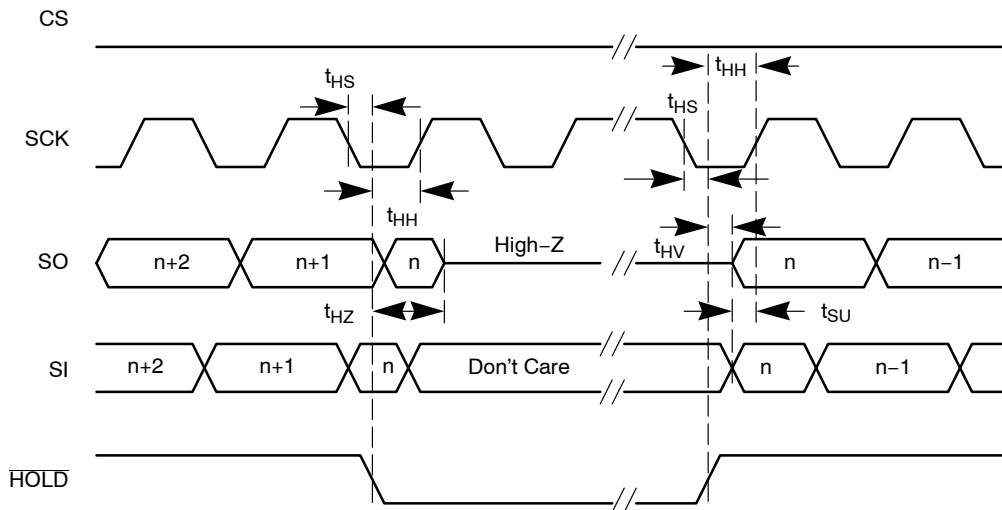 CS
tHH
tHS
tHS
SCK
tHH
High–Z
tHV
SO
n+2
n+1
n
n
n–1
tHZ
tSU
SI
n+2
n+1
n
Don't Care
n
n–1
HOLD